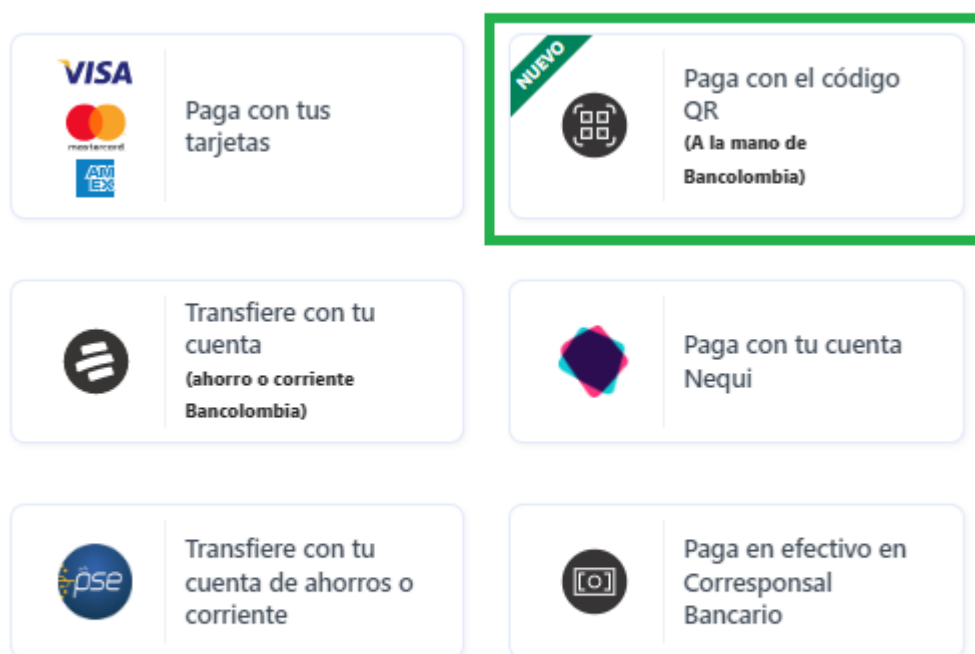 VISA
mastercard
AM
EX
Paga con tus
tarjetas
NUEVO
Paga con el código
QR
(A la mano de
Bancolombia)
Transfiere con tu
cuenta
(ahorro o corriente
Bancolombia)
Paga con tu cuenta
Nequi
pse
Transfiere con tu
cuenta de ahorros o
corriente
Paga en efectivo en
Corresponsal
Bancario